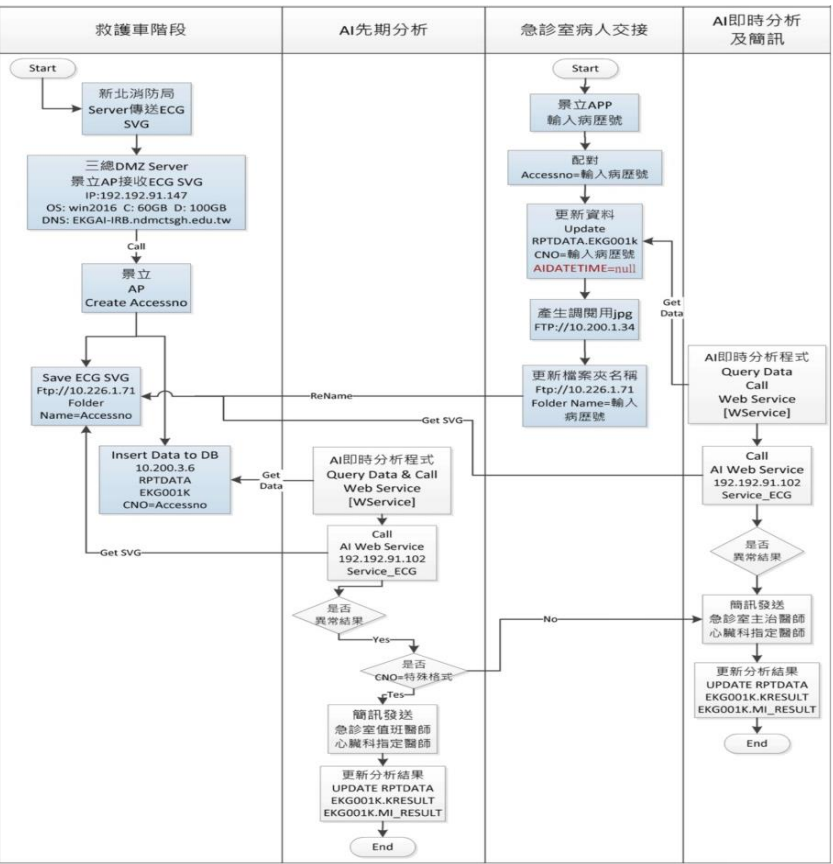 救護車階段
AI先期分析
急診室病人交接
AI即時分析
及簡訊
Start
新北消防局
Server傳送ECG
SVG
三總DMZ Server
景立AP接收ECG SVG
IP:192.192.91.147
OS: win2016 C: 60GB D: 100GB
DNS: EKGAI-IRB.ndmctsgh.edu.tw
Call
景立
AP
Create Accessno
Save ECG SVG
Ftp://10.226.1.71
Folder
Name=Accessno
Insert Data to DB
10.200.3.6
RPTDATA
EKG001K
CNO=Accessno
Get
Data
Get SVG
AI即時分析程式
Query Data & Call
Web Service
[WService]
Call
AI Web Service
192.192.91.102
Service_ECG
是否
異常結果
Yes
是否
CNO=特殊格式
Yes
簡訊發送
急診室值班醫師
心臟科指定醫師
更新分析結果
UPDATE RPTDATA
EKG001K.KRESULT
EKG001K.MI_RESULT
End
Start
景立APP
輸入病歷號
配對
Accessno=輸入病歷號
更新資料
Update
RPTDATA.EKG001k
CNO=輸入病歷號
AIDATETIME=null
產生調閱用jpg
FTP://10.200.1.34
更新檔案夾名稱
Ftp://10.226.1.71
Folder Name=輸入
病歷號
ReName
Get SVG
No
Get
Data
AI即時分析程式
Query Data
Call
Web Service
[WService]
Call
AI Web Service
192.192.91.102
Service_ECG
是否
異常結果
簡訊發送
急診室主治醫師
心臟科指定醫師
更新分析結果
UPDATE RPTDATA
EKG001K.KRESULT
EKG001K.MI_RESULT
End